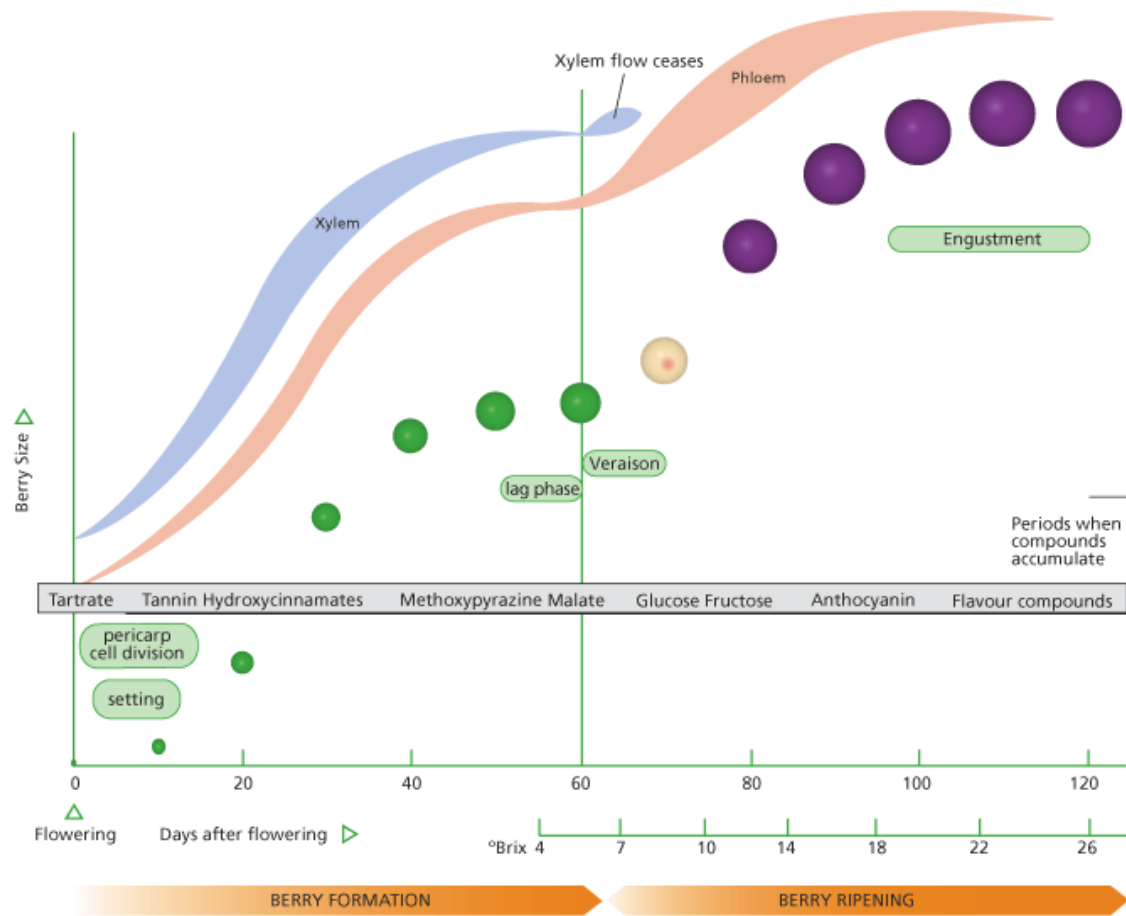 Xylem flow ceases
Phloem
Xylem
Engustment
Berry Size
Veraison
lag phase
Periods when
compounds
accumulate
Tartrate Tannin Hydroxycinnamates Methoxypyrazine Malate Glucose Fructose Anthocyanin Flavour compounds
pericarp
cell division
setting
0 20 40 60 80 100 120
Flowering Days after flowering
ºBrix 4 7 10 14 18 22 26
BERRY FORMATION BERRY RIPENING